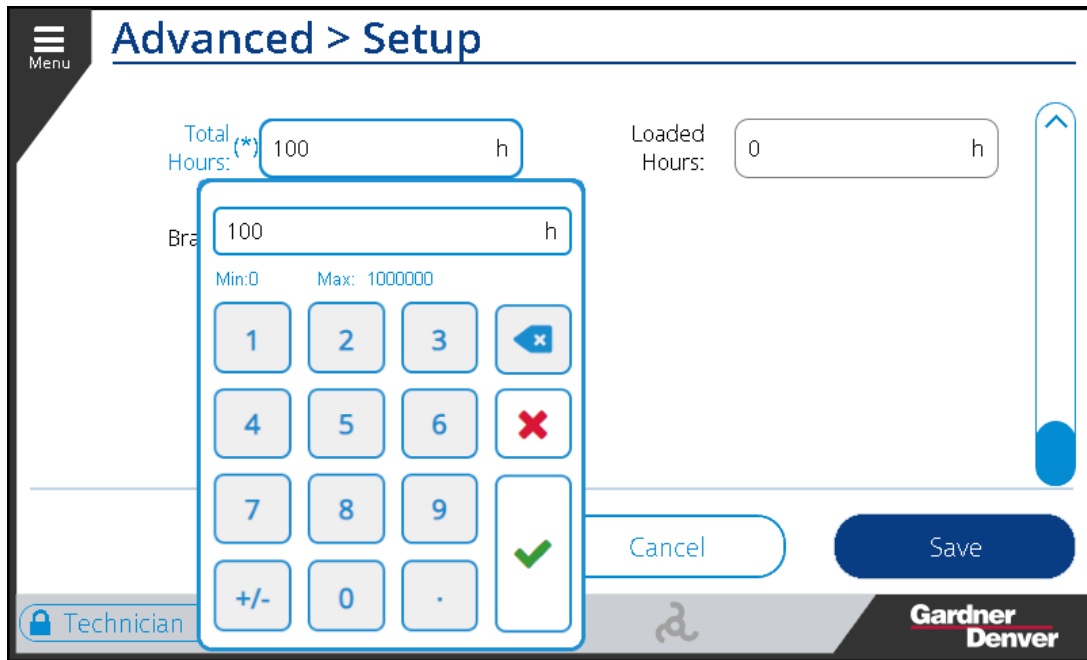 Menu
Advanced > Setup
Total Hours: (*) 100 h
Loaded Hours: 0 h
Bra
100 h
Min:0 Max: 1000000
1 2 3
4 5 6
7 8 9
+/- 0 .
Cancel
Save
Technician
Gardner
Denver